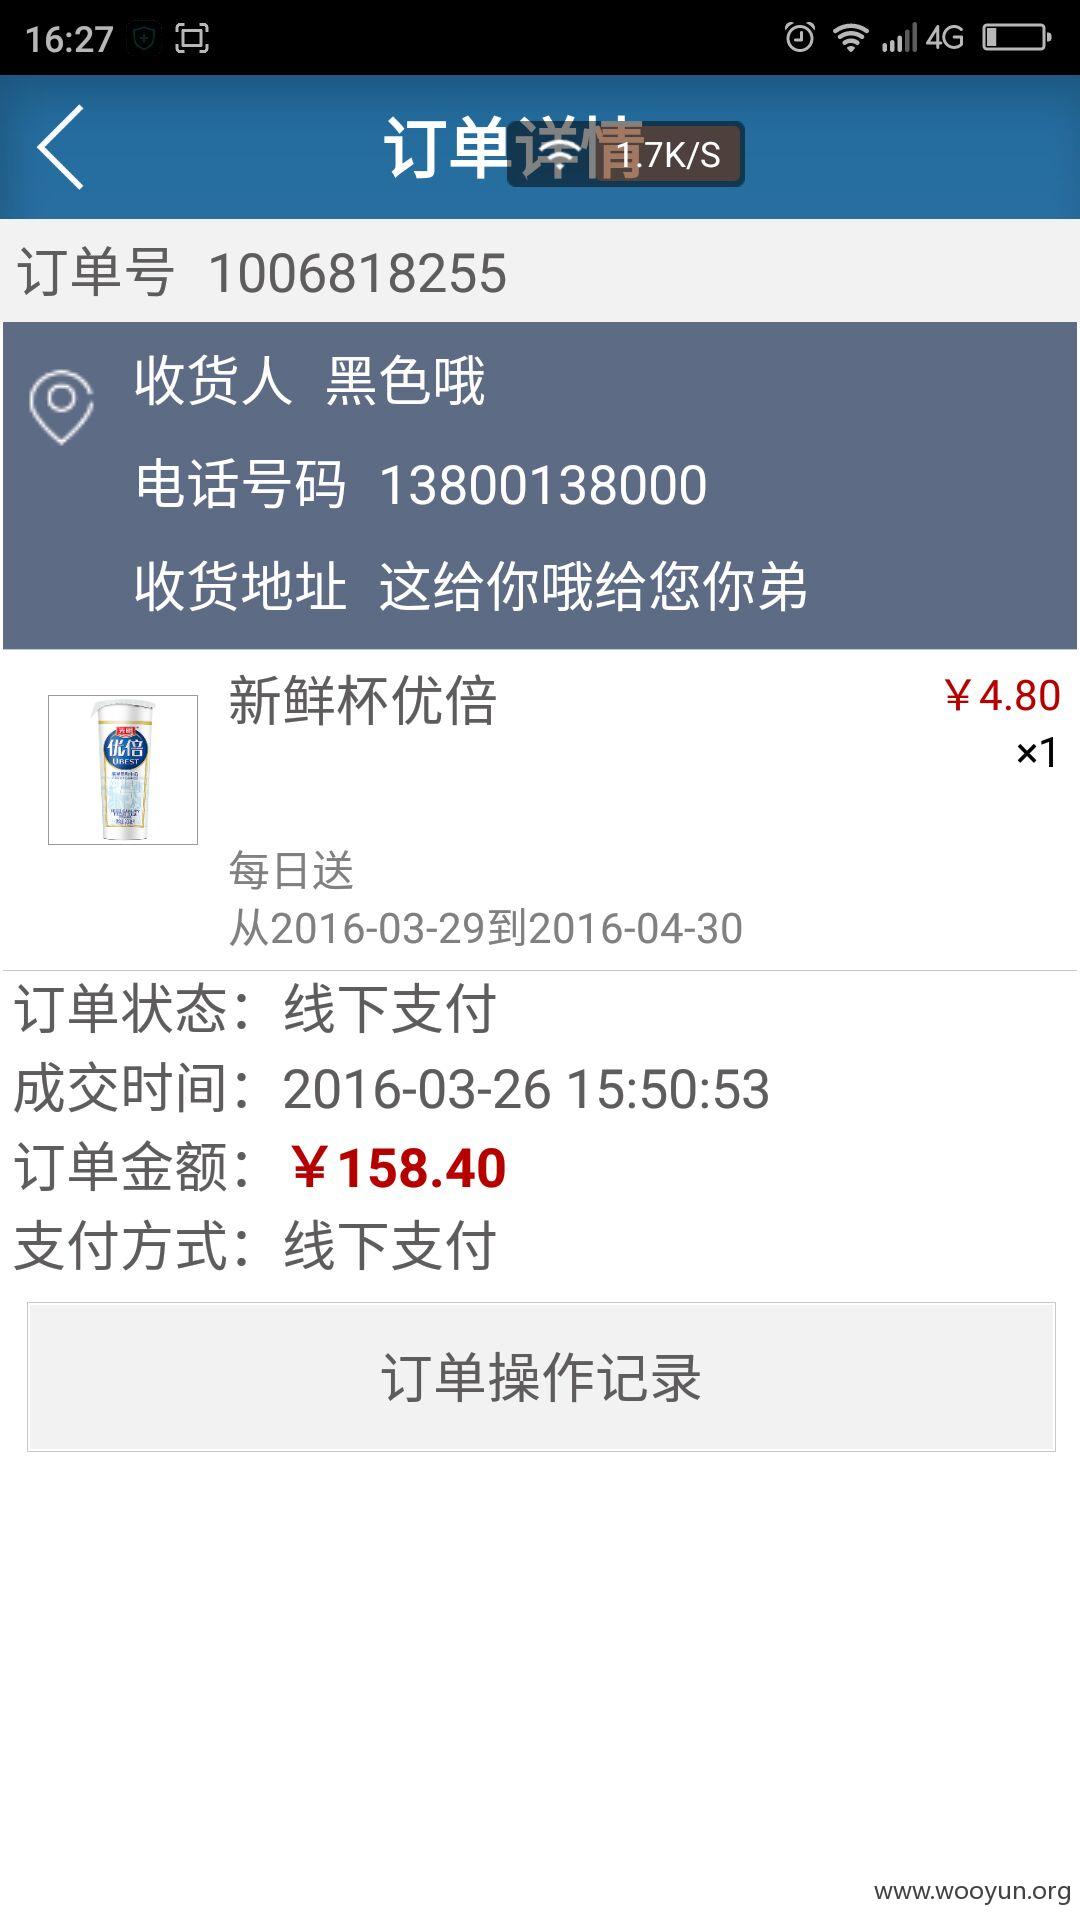 16:27 4G
订单详情 1.7K/S
订单号 1006818255
收货人 黑色哦
电话号码 13800138000
收货地址 这给你哦给您你弟
新鲜杯优倍 ￥4.80
×1
优倍
UBEST
每日送
从2016-03-29到2016-04-30
订单状态：线下支付
成交时间：2016-03-26 15:50:53
订单金额：￥158.40
支付方式：线下支付
订单操作记录
www.wooyun.org